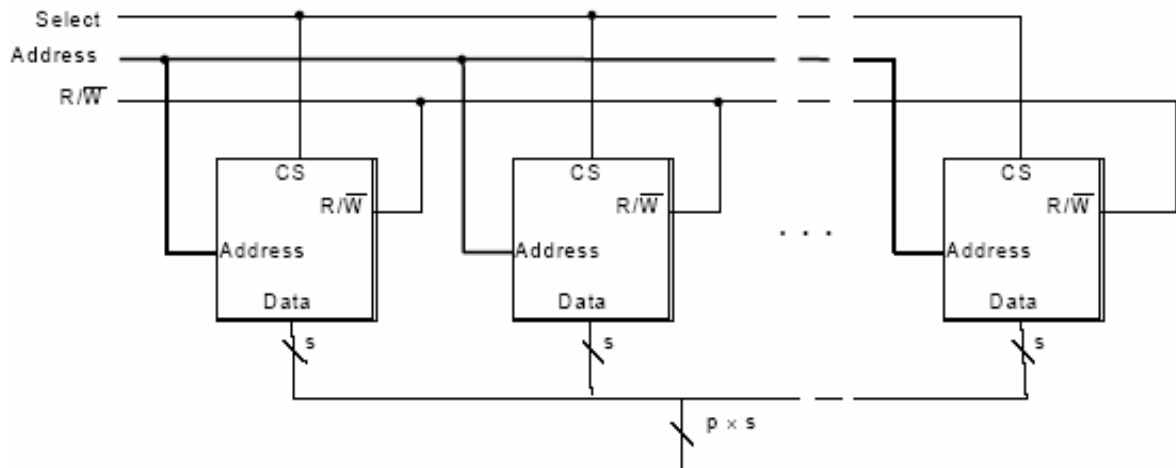 Select
Address
R/W̅
CS CS CS
R/W̅ R/W̅ R/W̅
. . .
Address Address Address
Data Data Data
s s s
p × s